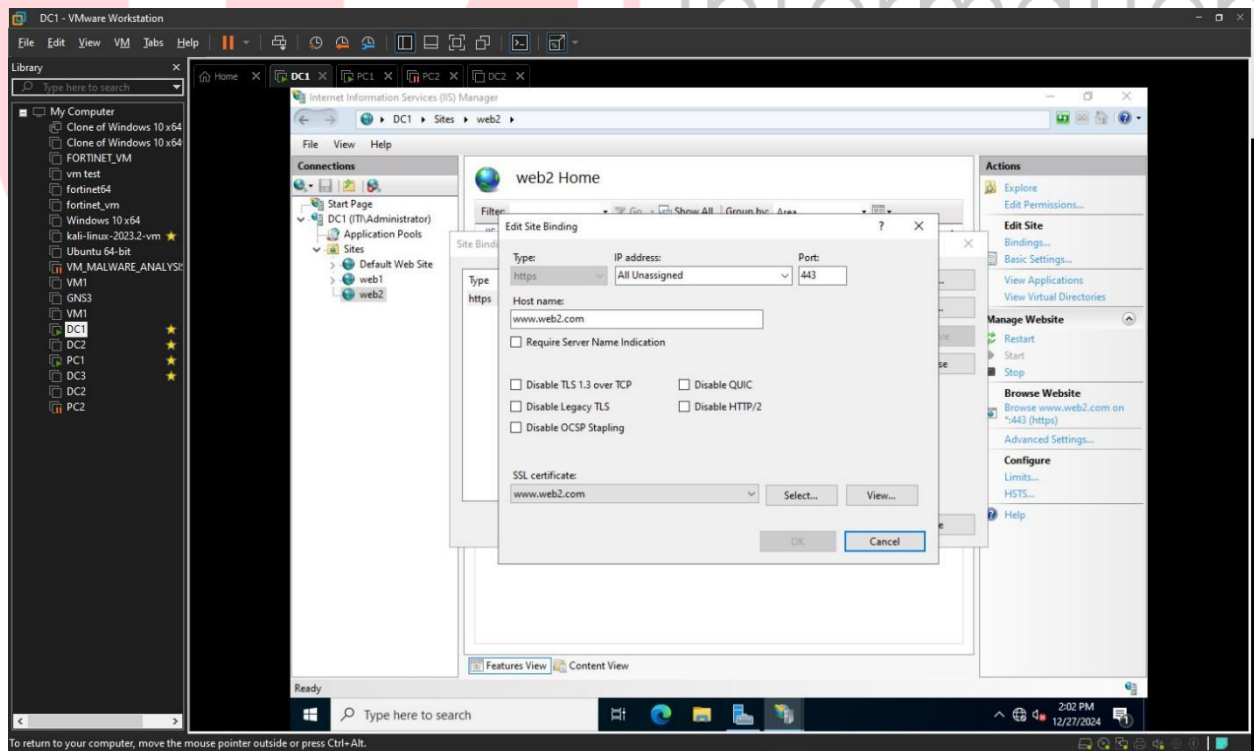 Information
DC1 - VMware Workstation
File Edit View VM Tabs Help
Library
Type here to search
My Computer
Clone of Windows 10 x64
Clone of Windows 10 x64
FORTINET_VM
vm test
fortinet64
fortinet_vm
Windows 10 x64
kali-linux-2023.2-vm
Ubuntu 64-bit
VM_MALWARE_ANALYSI
VM1
GNS3
VM1
DC1
DC2
PC1
DC3
DC2
PC2
Home DC1 PC1 PC2 DC2
Internet Information Services (IIS) Manager
DC1 Sites web2
File View Help
Connections
Start Page
DC1 (ITI\Administrator)
Application Pools
Sites
Default Web Site
web1
web2
web2 Home
Filter: Go Show All Group by: Area
Site Bindi
Type
https
Edit Site Binding ?
Type: IP address: Port:
https All Unassigned 443
Host name:
www.web2.com
Require Server Name Indication
Disable TLS 1.3 over TCP Disable QUIC
Disable Legacy TLS Disable HTTP/2
Disable OCSP Stapling
SSL certificate:
www.web2.com Select... View...
OK Cancel
Features View Content View
Ready
Actions
Explore
Edit Permissions...
Edit Site
Bindings...
Basic Settings...
View Applications
View Virtual Directories
Manage Website
Restart
Start
Stop
Browse Website
Browse www.web2.com on
*:443 (https)
Advanced Settings...
Configure
Limits...
HSTS...
Help
Type here to search
2:02 PM
12/27/2024
To return to your computer, move the mouse pointer outside or press Ctrl+Alt.